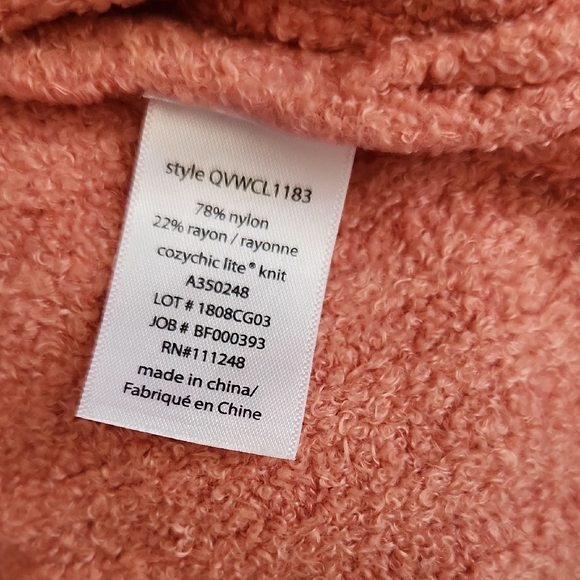 style QVWCL1183
78% nylon
22% rayon / rayonne
cozychic lite® knit
A350248
LOT # 1808CG03
JOB # BF000393
RN#111248
made in china/
Fabriqué en Chine